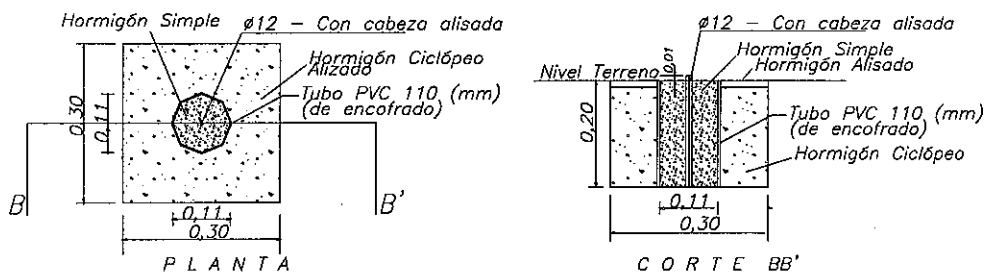 Hormigón Simple
ø12 - Con cabeza alisada
Hormigón Ciclópeo
Alizado
Tubo PVC 110 (mm)
(de encofrado)
0,30
0,11
B
B'
0,11
0,30
PLANTA
ø12 - Con cabeza alisada
0,01
Hormigón Simple
Nivel Terreno
Hormigón Alisado
0,20
Tubo PVC 110 (mm)
(de encofrado)
Hormigón Ciclópeo
0,11
0,30
CORTE BB'